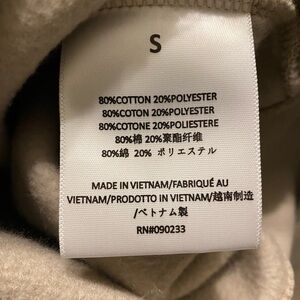 S
80%COTTON 20%POLYESTER
80%COTON 20%POLYESTER
80%COTONE 20%POLIESTERE
80%棉 20%聚酯纤维
80%綿 20% ポリエステル
MADE IN VIETNAM/FABRIQUÉ AU
VIETNAM/PRODOTTO IN VIETNAM/越南制造
/ベトナム製
RN#090233